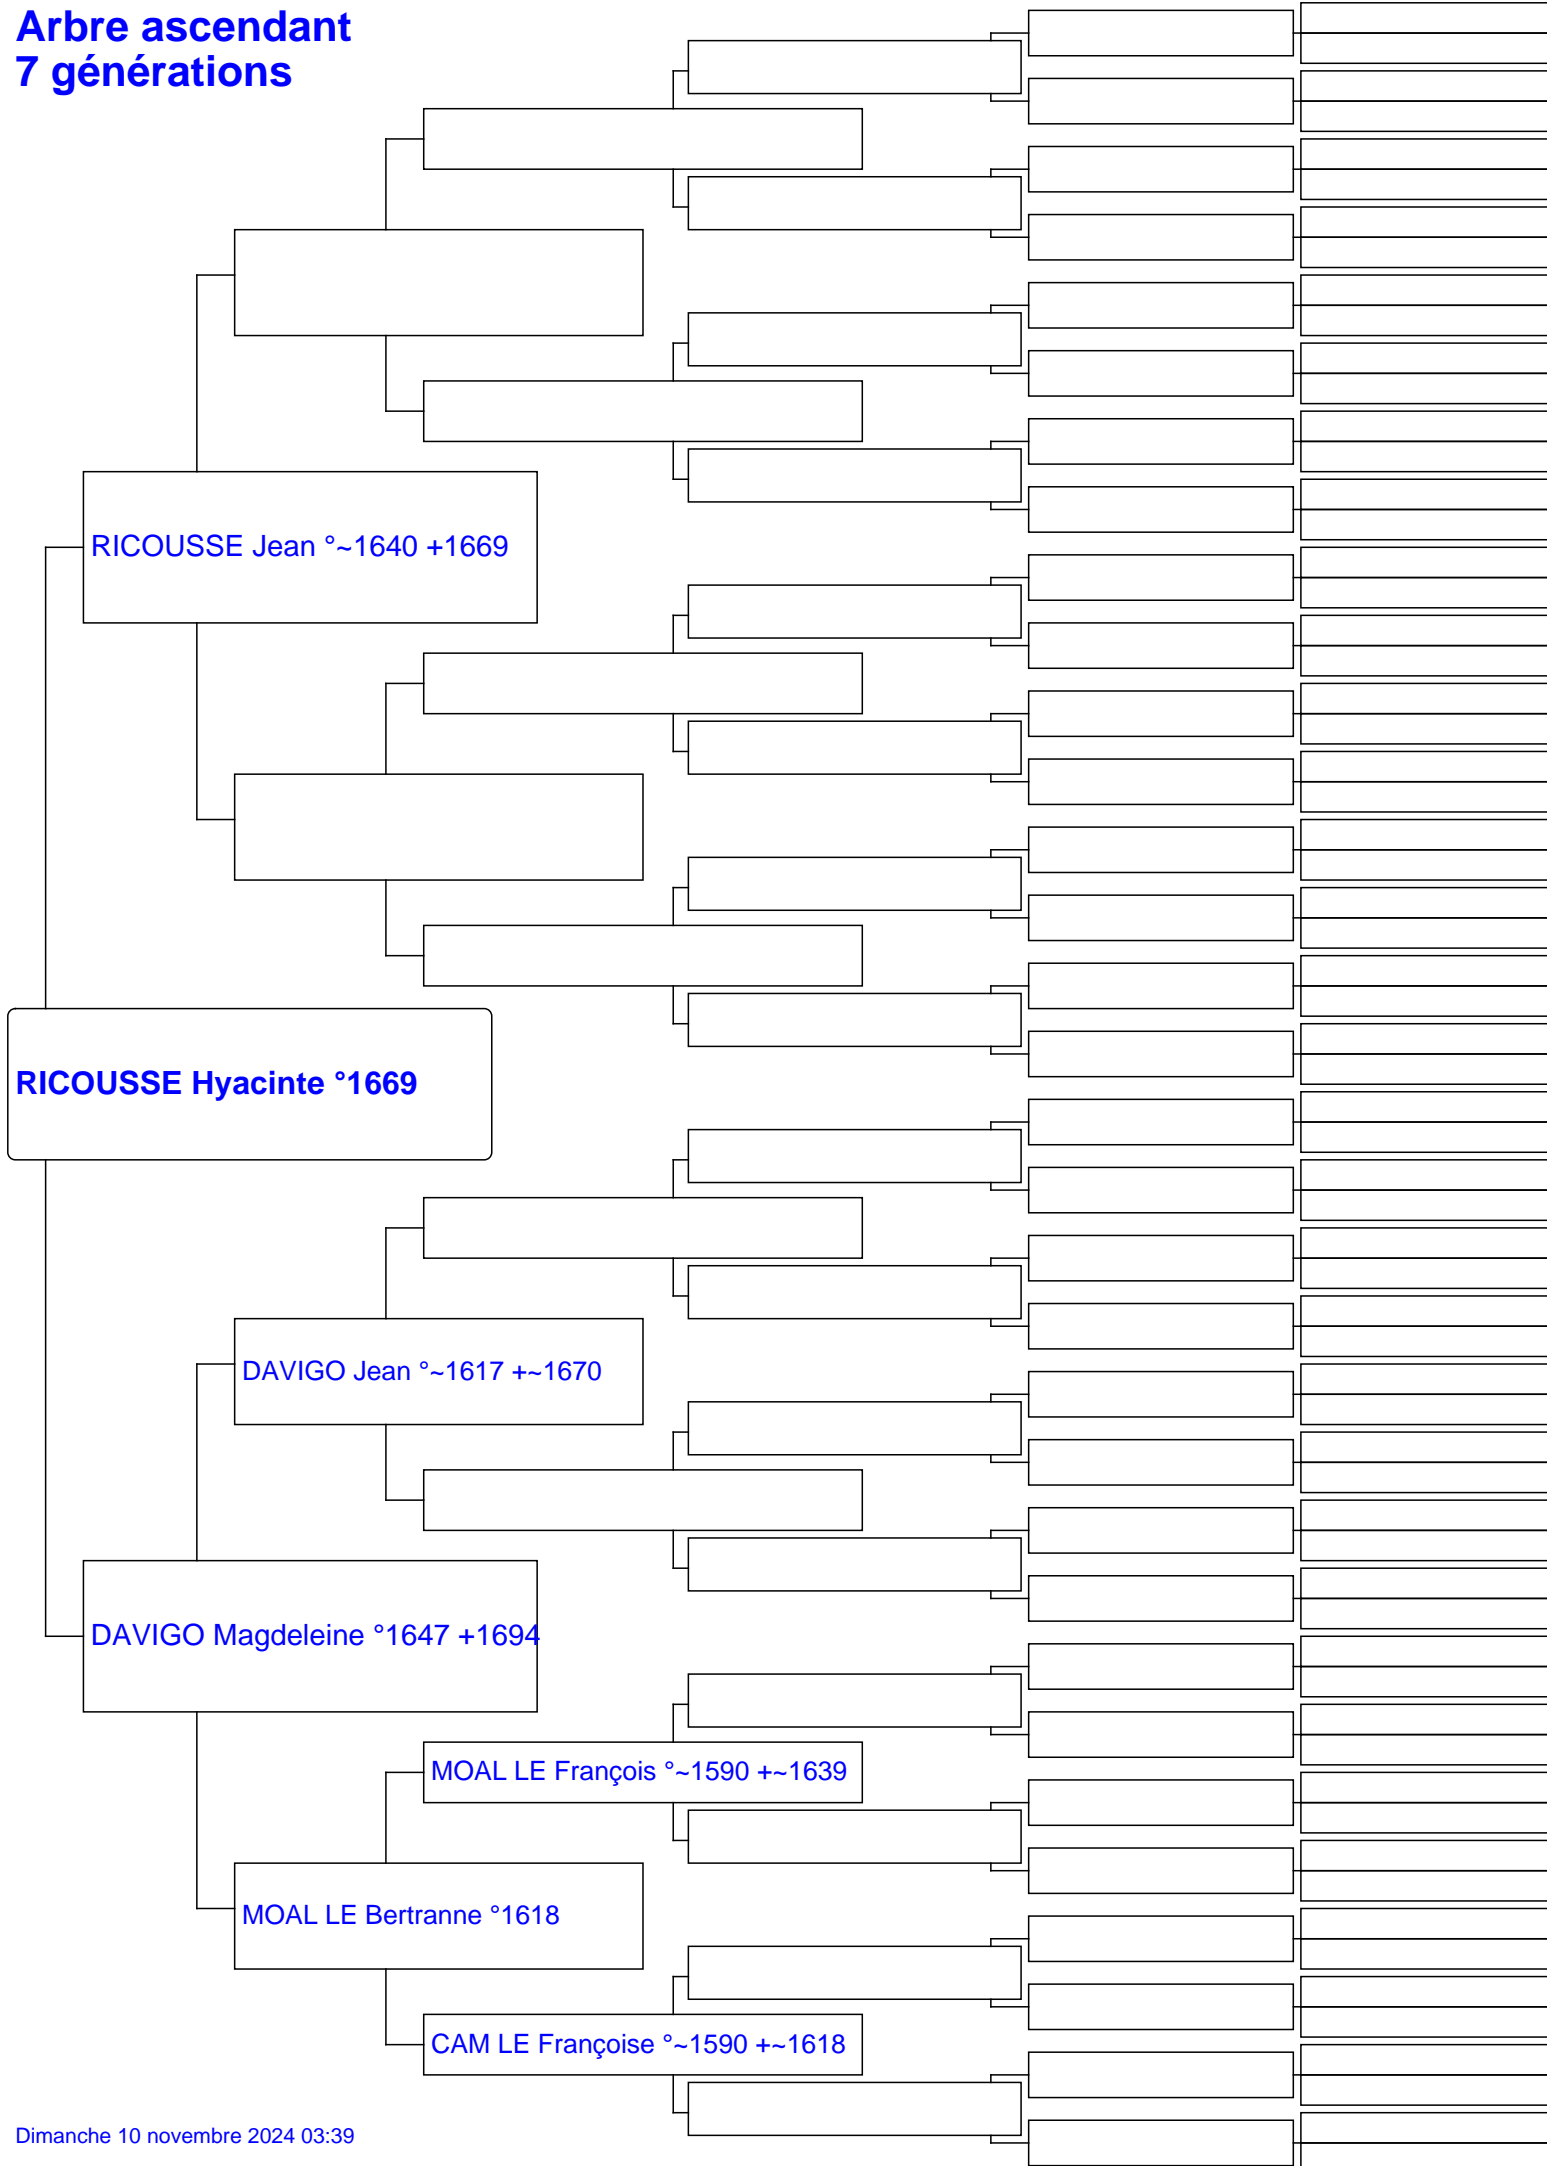 Arbre ascendant
7 générations
RICOUSSE Jean °~1640 +1669
RICOUSSE Hyacinte °1669
DAVIGO Jean °~1617 +~1670
DAVIGO Magdeleine °1647 +1694
MOAL LE François °~1590 +~1639
MOAL LE Bertranne °1618
CAM LE Françoise °~1590 +~1618
Dimanche 10 novembre 2024 03:39